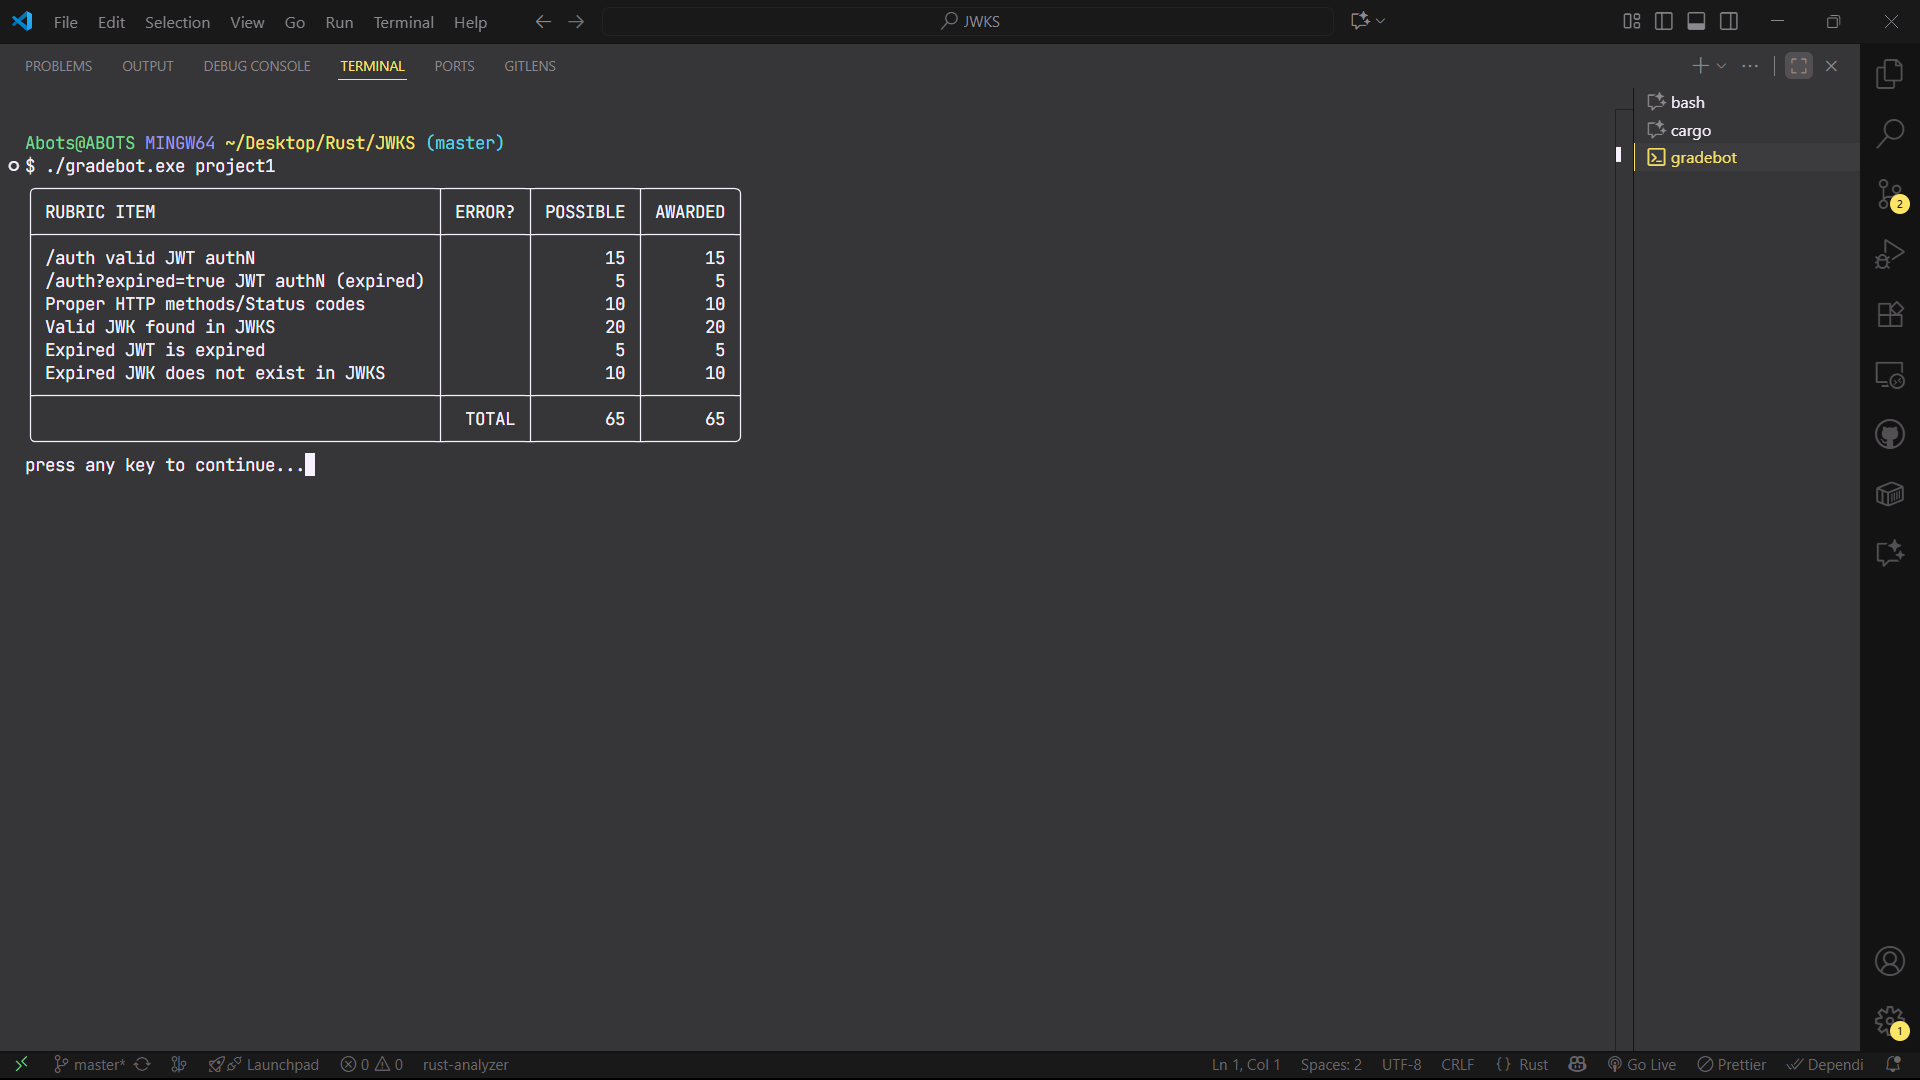 File Edit Selection View Go Run Terminal Help JWKS
PROBLEMS OUTPUT DEBUG CONSOLE TERMINAL PORTS GITLENS
bash
cargo
gradebot
Abots@ABOTS MINGW64 ~/Desktop/Rust/JWKS (master)
$ ./gradebot.exe project1
RUBRIC ITEM ERROR? POSSIBLE AWARDED
/auth valid JWT authN 15 15
/auth?expired=true JWT authN (expired) 5 5
Proper HTTP methods/Status codes 10 10
Valid JWK found in JWKS 20 20
Expired JWT is expired 5 5
Expired JWK does not exist in JWKS 10 10
TOTAL 65 65
press any key to continue...
2
1
master* Launchpad 0 0 rust-analyzer Ln 1, Col 1 Spaces: 2 UTF-8 CRLF {} Rust Go Live Prettier Dependi